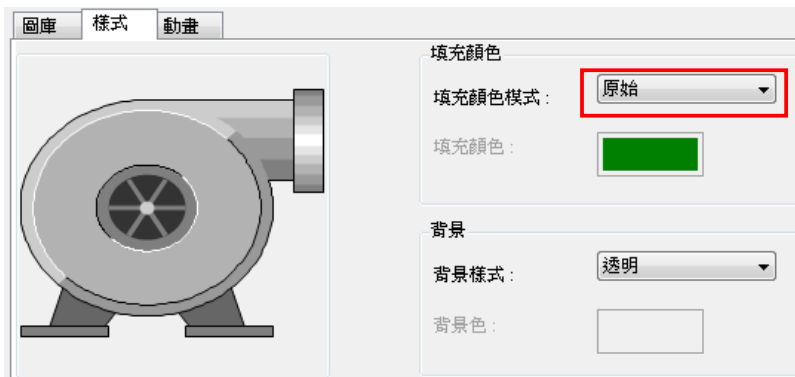 圖庫 樣式 動畫
填充顏色
填充顏色模式 :
原始
填充顏色 :
背景
背景樣式 :
透明
背景色 :